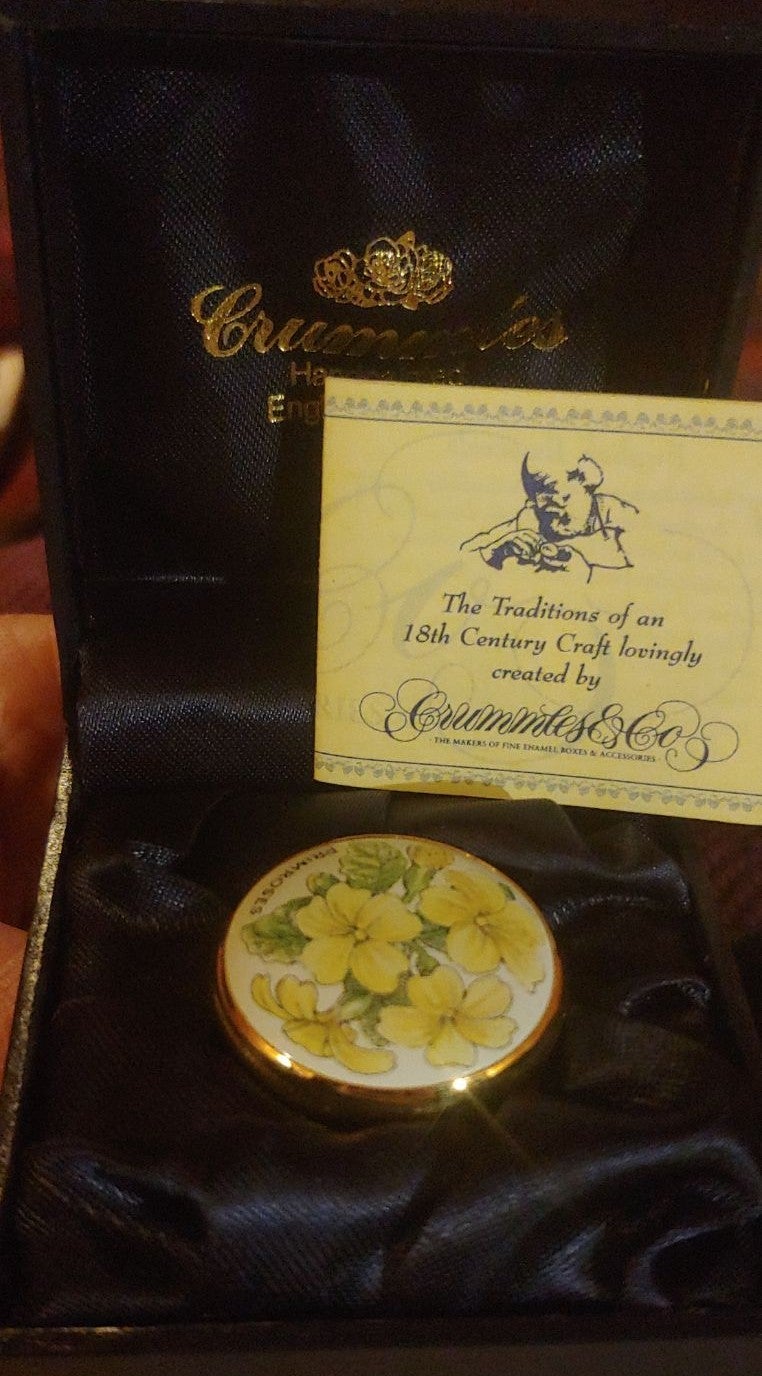 Crummles
Eng
The Traditions of an
18th Century Craft lovingly
created by
Crummles & Co
· THE MAKERS OF FINE ENAMEL BOXES & ACCESSORIES ·
PRIMROSES